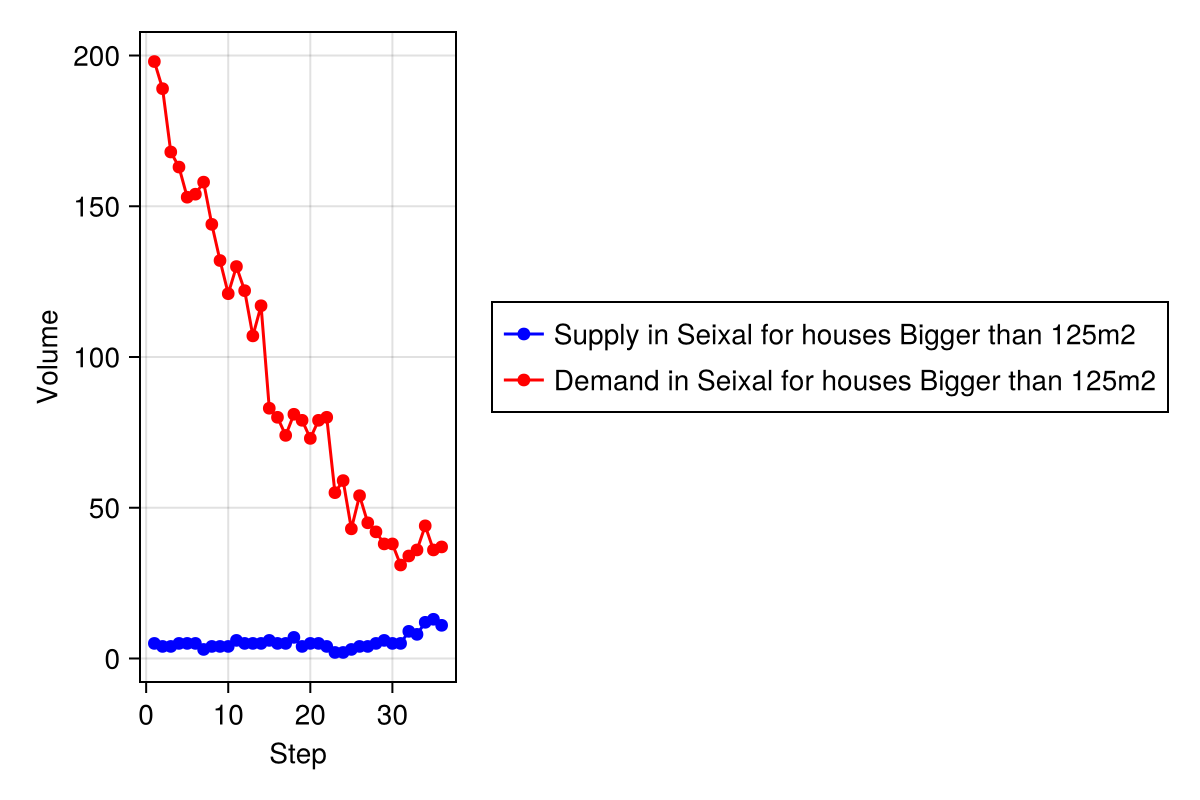 200
150
100
50
0
Volume
0 10 20 30
Step
Supply in Seixal for houses Bigger than 125m2
Demand in Seixal for houses Bigger than 125m2